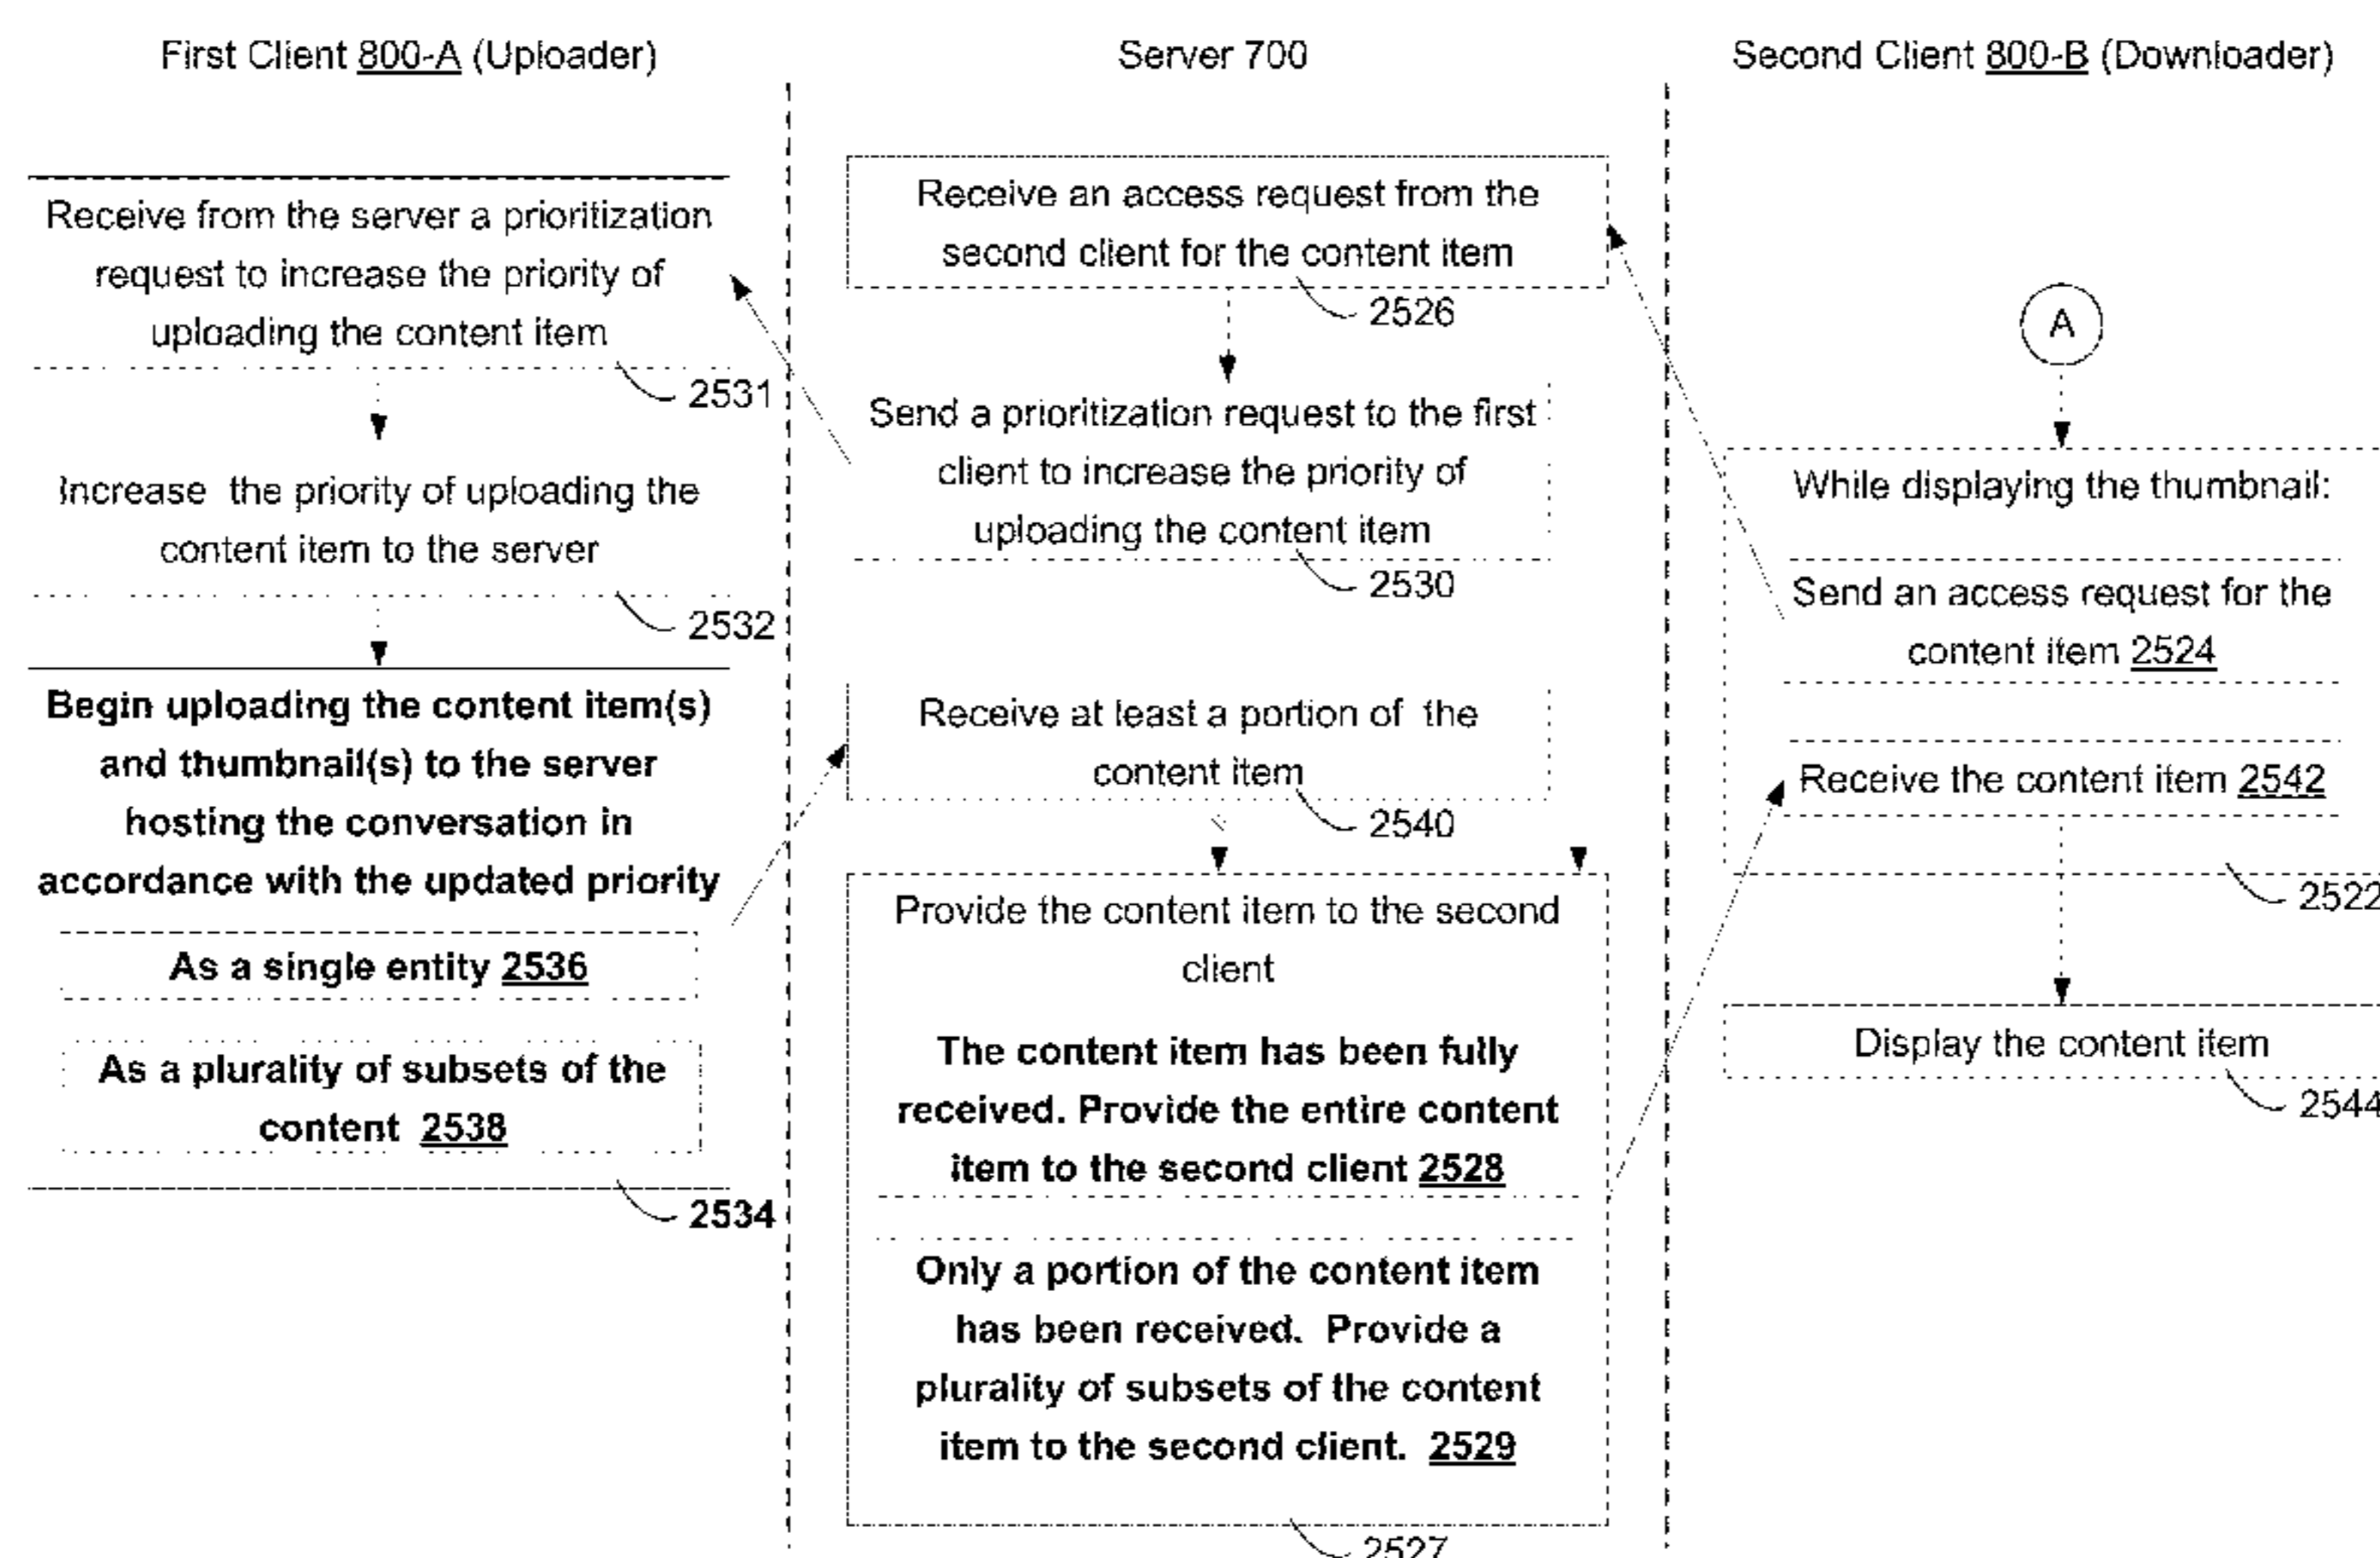 First Client 800-A (Uploader)
Receive from the server a prioritization
request to increase the priority of
uploading the content item
2531
Increase the priority of uploading the
content item to the server
2532
Begin uploading the content item(s)
and thumbnail(s) to the server
hosting the conversation in
accordance with the updated priority
As a single entity 2536
As a plurality of subsets of the
content 2538
2534
Server 700
Receive an access request from the
second client for the content item
2526
Send a prioritization request to the first
client to increase the priority of
uploading the content item
2530
Receive at least a portion of the
content item
2540
Provide the content item to the second
client
The content item has been fully
received. Provide the entire content
item to the second client 2528
Only a portion of the content item
has been received. Provide a
plurality of subsets of the content
item to the second client. 2529
2527
Second Client 800-B (Downloader)
A
While displaying the thumbnail:
Send an access request for the
content item 2524
Receive the content item 2542
2522
Display the content item
2544